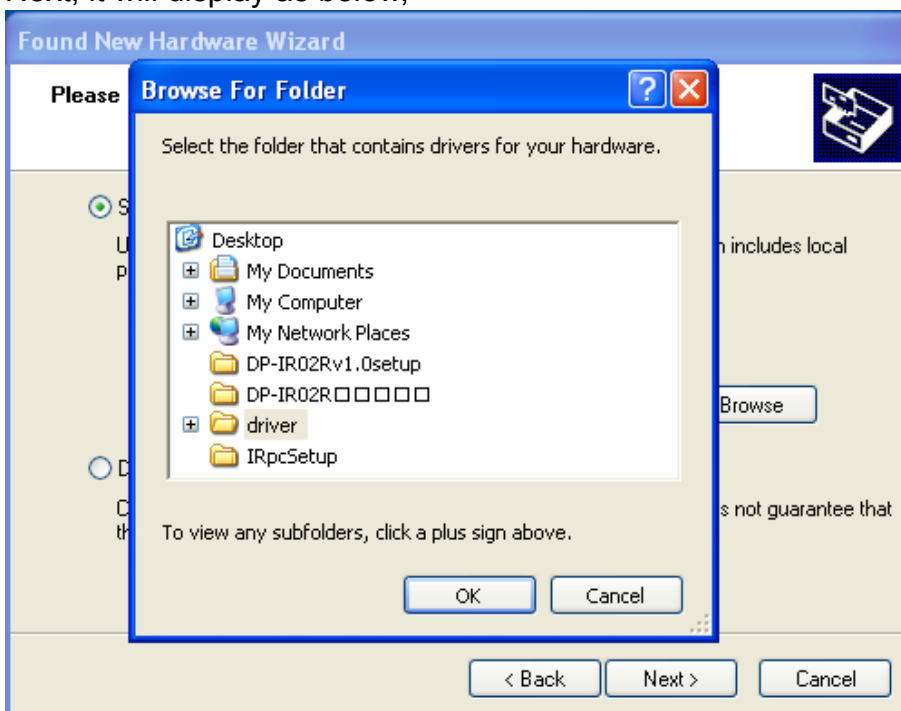 Next, it will display as below,
Found New Hardware Wizard
Please
Browse For Folder
Select the folder that contains drivers for your hardware.
Desktop
My Documents
n includes local
My Computer
My Network Places
DP-IR02Rv1.0setup
DP-IR02R□□□□□
Browse
driver
IRpcSetup
s not guarantee that
To view any subfolders, click a plus sign above.
OK Cancel
< Back Next > Cancel